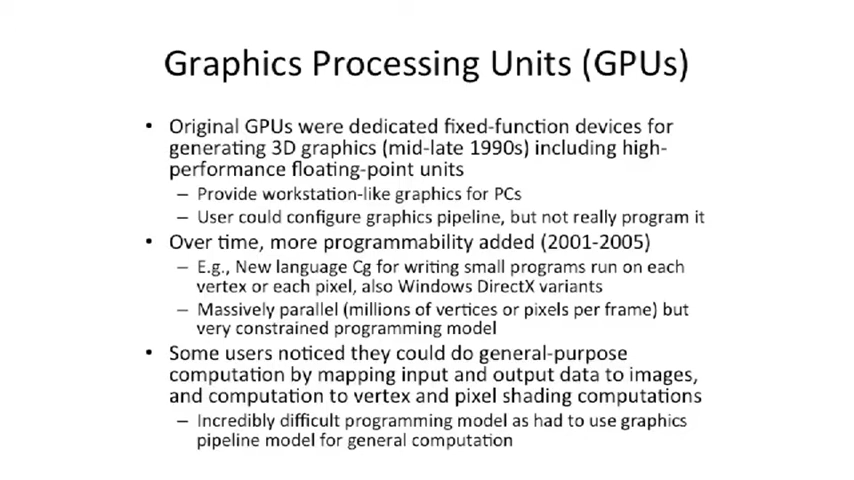 Graphics Processing Units (GPUs)
• Original GPUs were dedicated fixed-function devices for
generating 3D graphics (mid-late 1990s) including high-
performance floating-point units
– Provide workstation-like graphics for PCs
– User could configure graphics pipeline, but not really program it
• Over time, more programmability added (2001-2005)
– E.g., New language Cg for writing small programs run on each
vertex or each pixel, also Windows DirectX variants
– Massively parallel (millions of vertices or pixels per frame) but
very constrained programming model
• Some users noticed they could do general-purpose
computation by mapping input and output data to images,
and computation to vertex and pixel shading computations
– Incredibly difficult programming model as had to use graphics
pipeline model for general computation